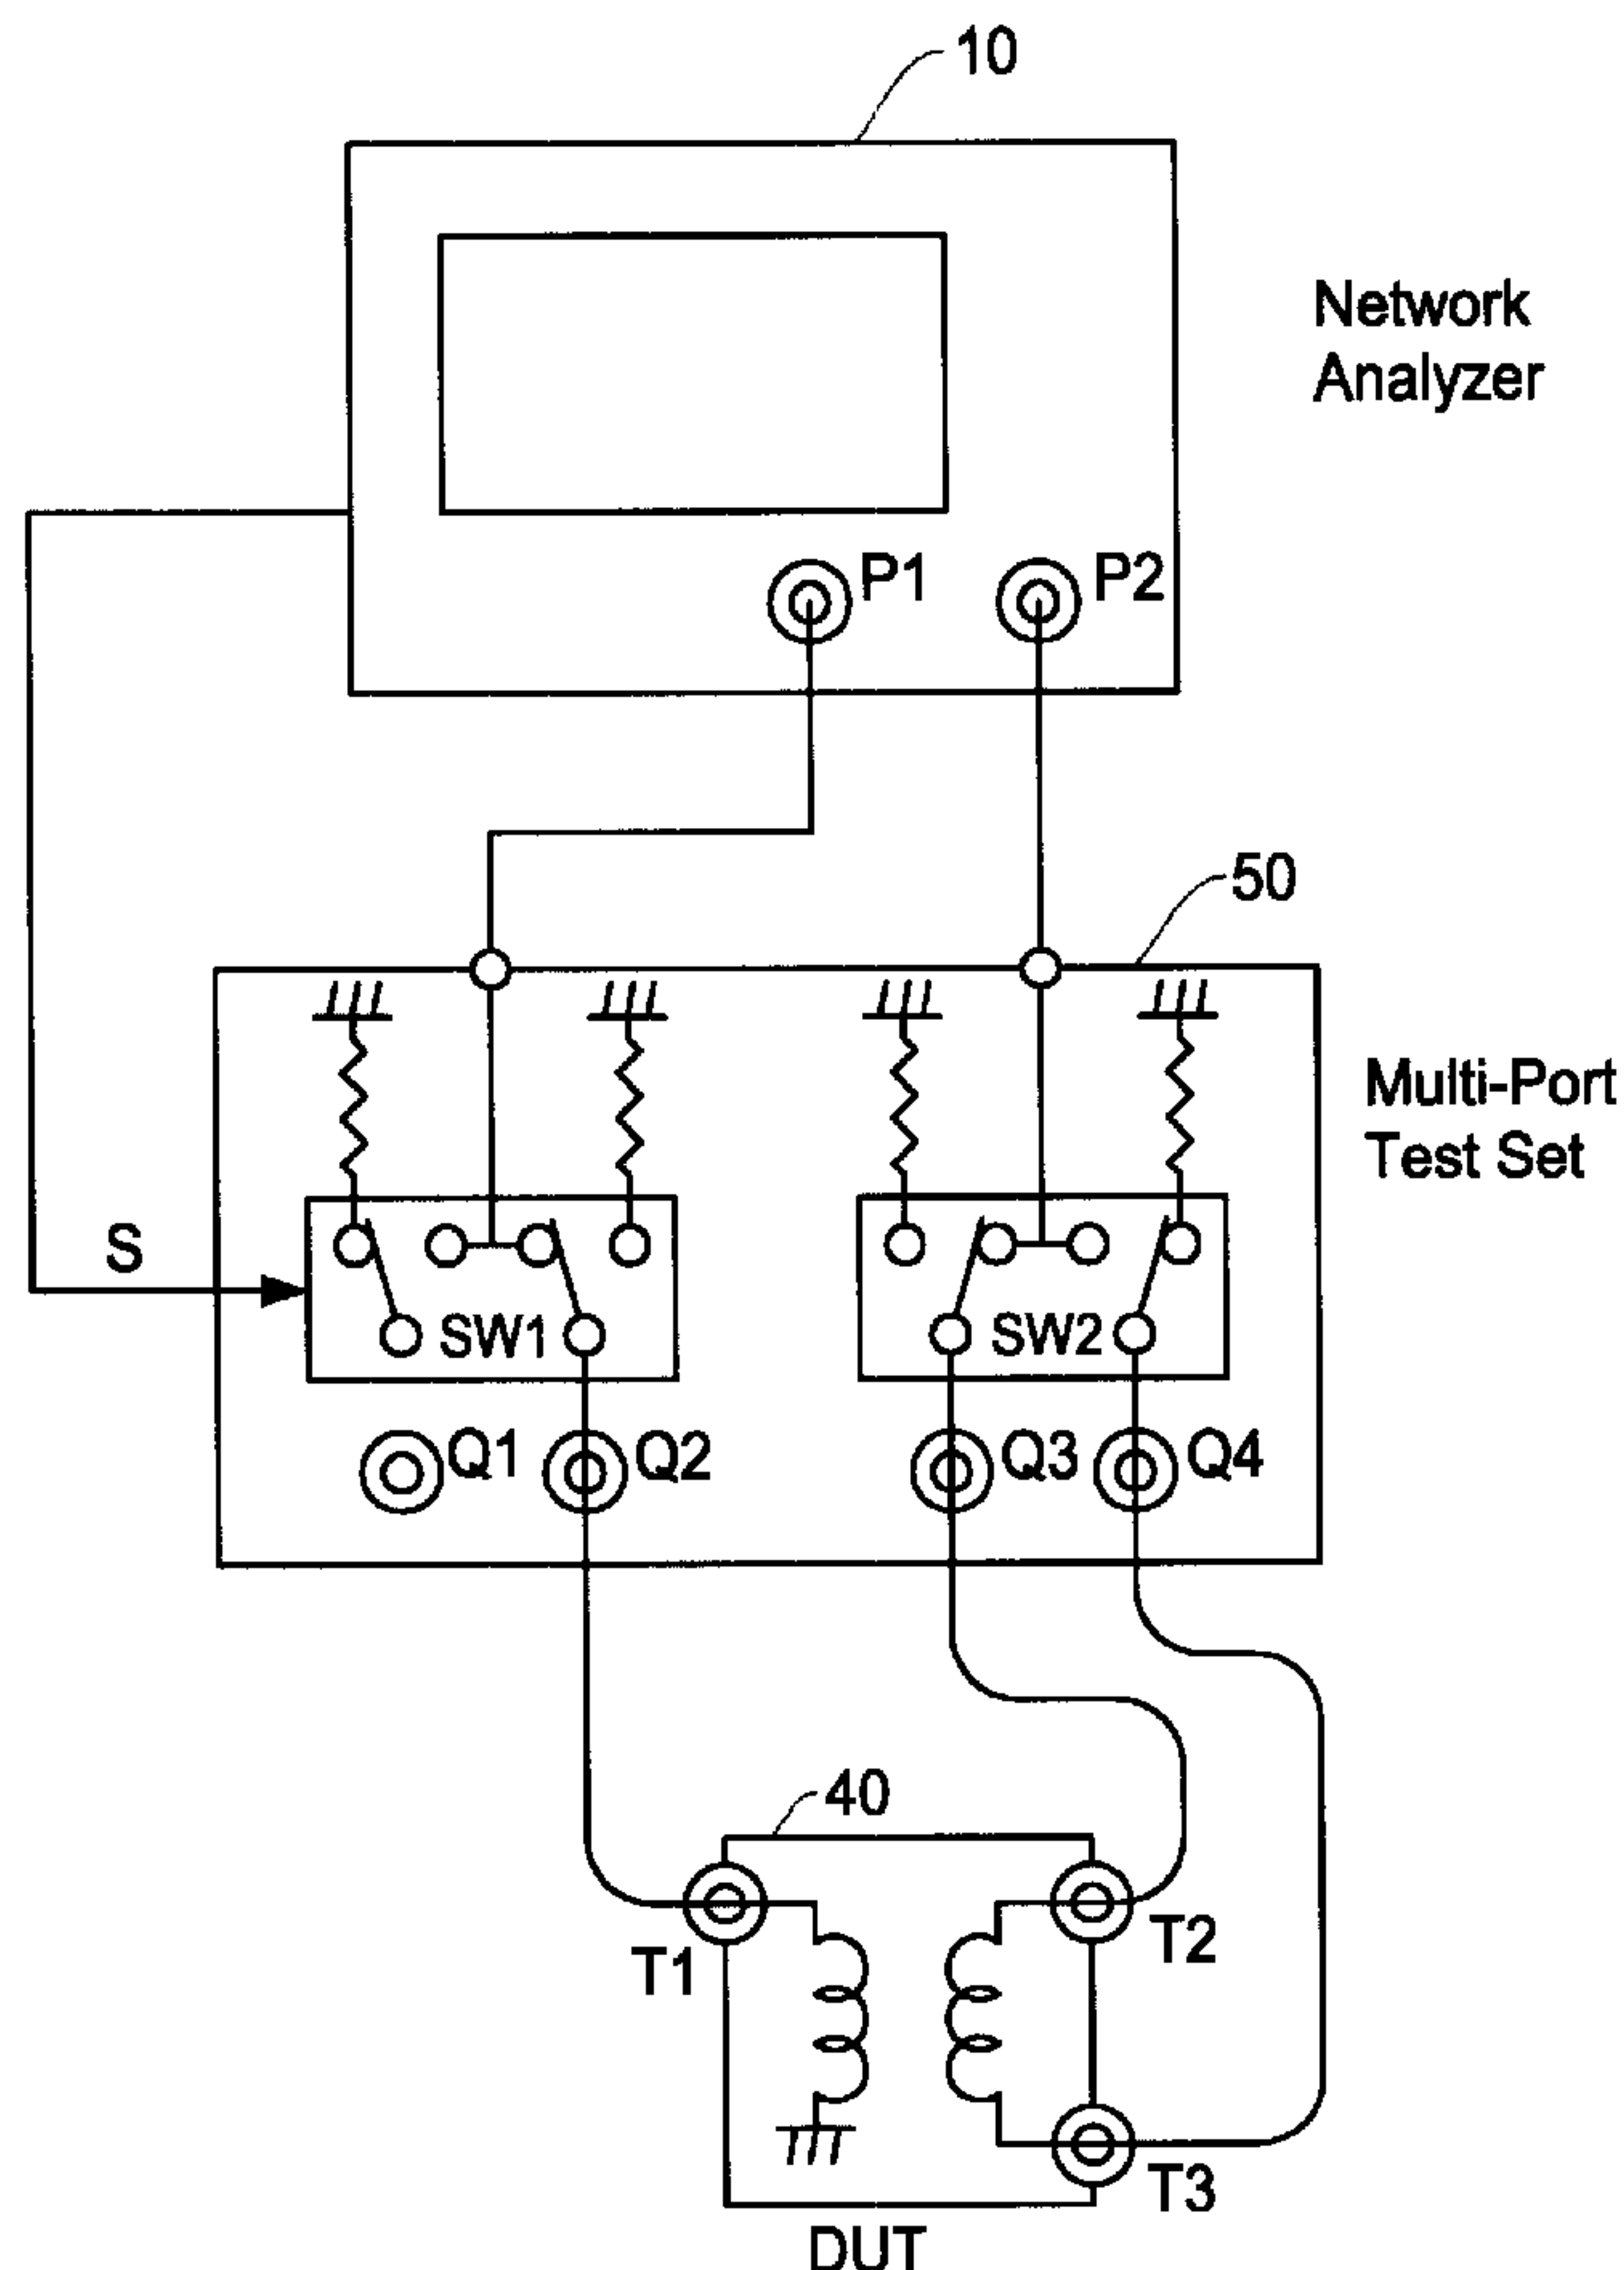 10
Network
Analyzer
P1
P2
50
Multi-Port
Test Set
S
SW1
SW2
Q1
Q2
Q3
Q4
40
T1
T2
T3
DUT